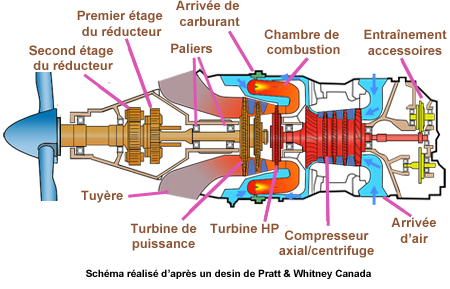 Premier étage
du réducteur
Arrivée de
carburant
Second étage
du réducteur
Paliers
Chambre de
combustion
Entraînement
accessoires
Tuyère
Turbine de
puissance
Turbine HP
Compresseur
axial/centrifuge
Arrivée
d'air
Schéma réalisé d'après un desin de Pratt & Whitney Canada